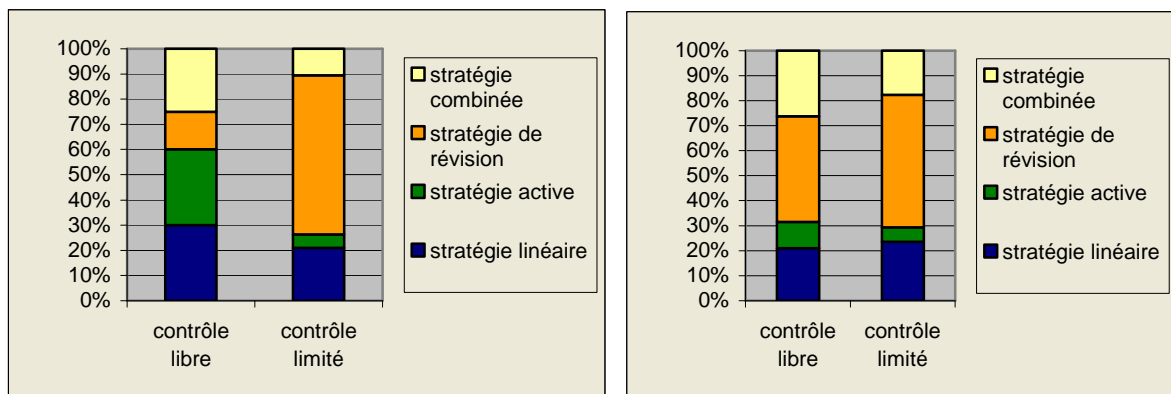 100%
90%
80%
70%
60%
50%
40%
30%
20%
10%
0%
contrôle
libre
contrôle
limité
stratégie
combinée
stratégie de
révision
stratégie active
stratégie linéaire
100%
90%
80%
70%
60%
50%
40%
30%
20%
10%
0%
contrôle
libre
contrôle
limité
stratégie
combinée
stratégie de
révision
stratégie active
stratégie linéaire